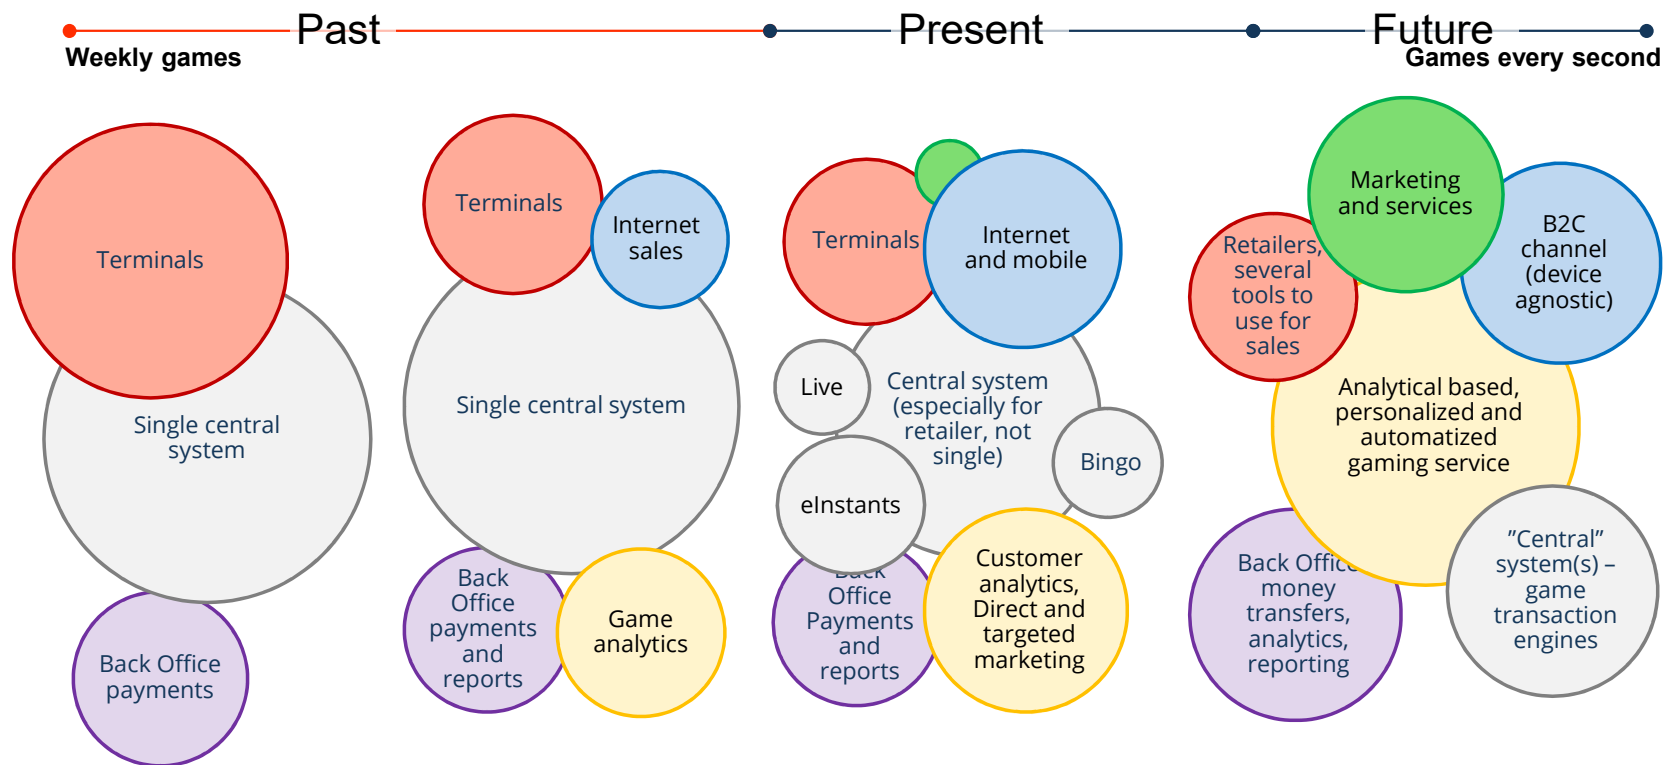 Past
Present
Future
Weekly games
Games every second
Terminals
Single central
system
Back Office
payments
Terminals
Internet
sales
Single central system
Back
Office
payments
and
reports
Game
analytics
Terminals
Internet
and mobile
Live
Central system
(especially for
retailer, not
single)
eInstants
Bingo
Back
Office
Payments
and
reports
Customer
analytics,
Direct and
targeted
marketing
Marketing
and services
Retailers,
several
tools to
use for
sales
B2C
channel
(device
agnostic)
Analytical based,
personalized and
automatized
gaming service
Back Office
money
transfers,
analytics,
reporting
”Central”
system(s) –
game
transaction
engines